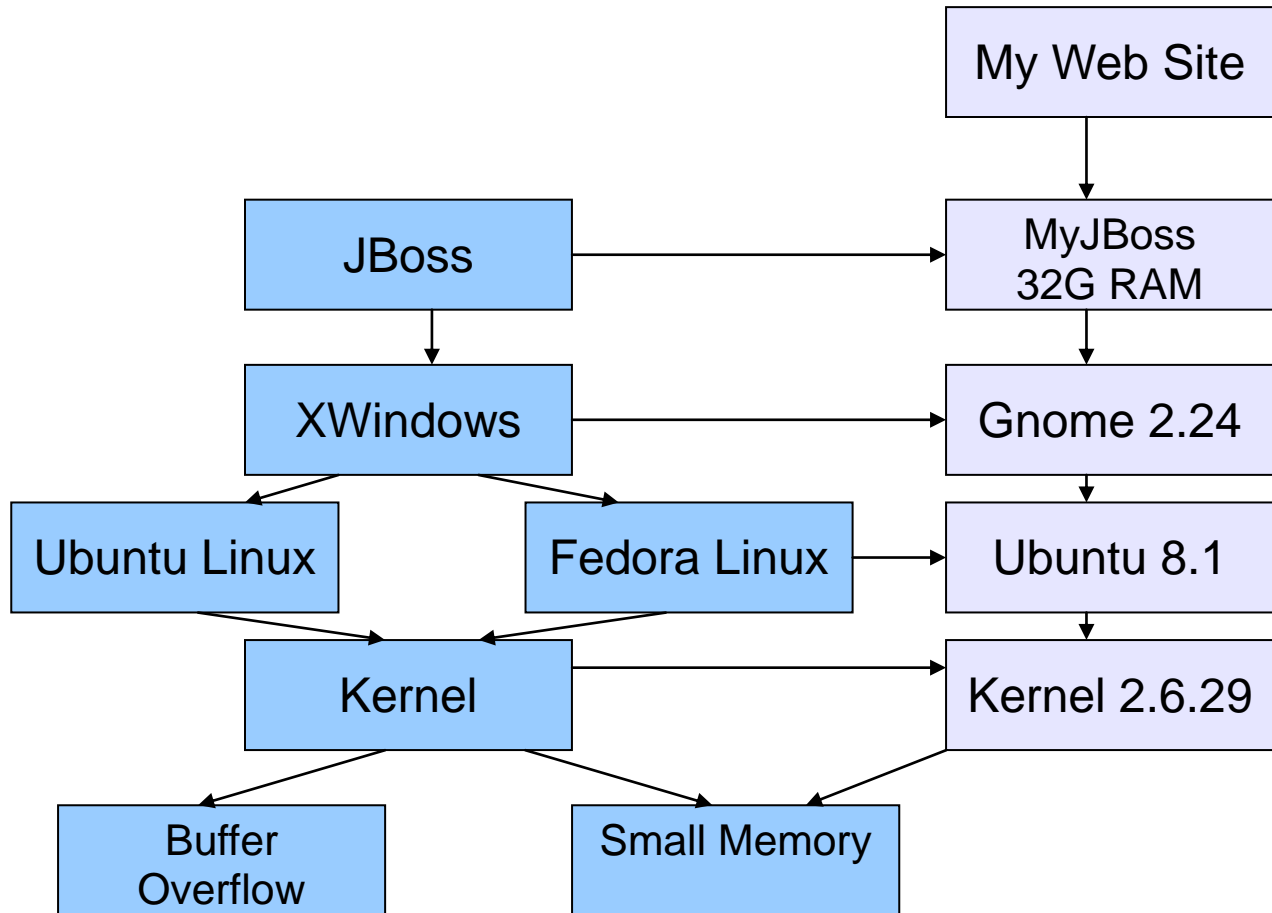 My Web Site
JBoss
MyJBoss
32G RAM
XWindows
Gnome 2.24
Ubuntu Linux
Fedora Linux
Ubuntu 8.1
Kernel
Kernel 2.6.29
Buffer
Overflow
Small Memory